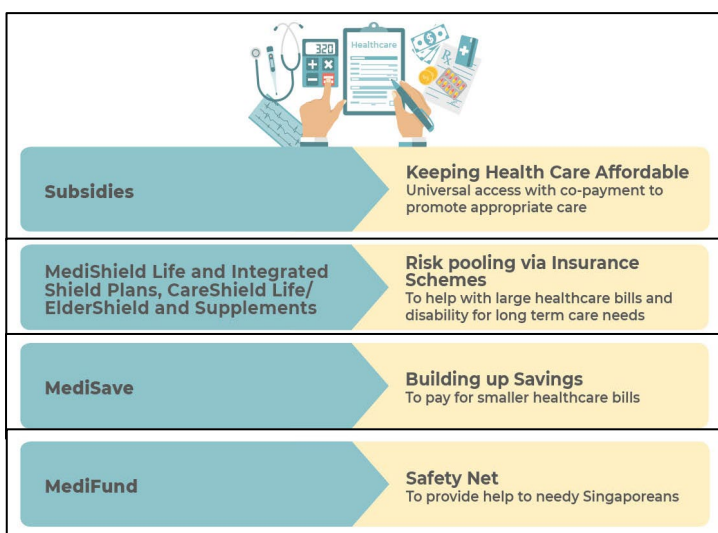 320
Healthcare
Rx
Subsidies
Keeping Health Care Affordable
Universal access with co-payment to
promote appropriate care
MediShield Life and Integrated
Shield Plans, CareShield Life/
ElderShield and Supplements
Risk pooling via Insurance
Schemes
To help with large healthcare bills and
disability for long term care needs
MediSave
Building up Savings
To pay for smaller healthcare bills
MediFund
Safety Net
To provide help to needy Singaporeans